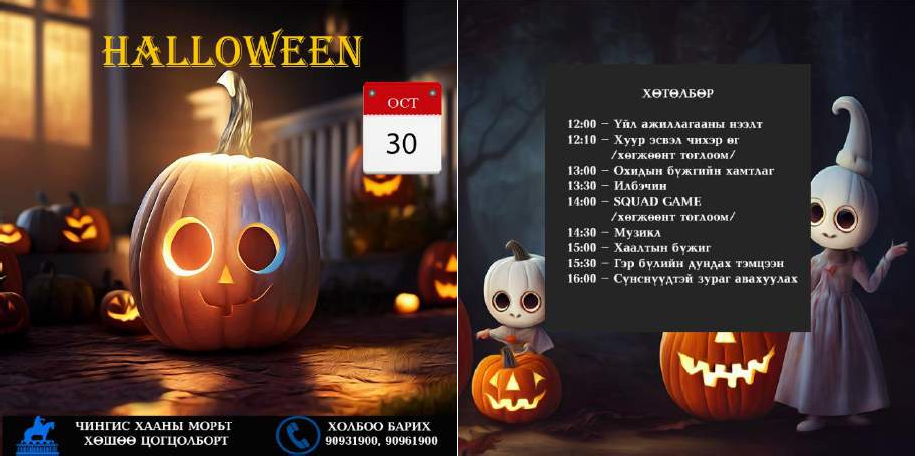 HALLOWEEN
OCT
30
ЧИНГИС ХААНЫ МОРЬТ
ХӨШӨӨ ЦОГЦОЛБОРТ
ХОЛБОО БАРИХ
90931900, 90961900
ХӨТӨЛБӨР
12:00 – Үйл ажиллагааны нээлт
12:10 – Хуур эсвэл чихэр өг
/хөгжөөнт тоглоом/
13:00 – Охидын бүжгийн хамтлаг
13:30 – Илбэчин
14:00 – SQUAD GAME
/хөгжөөнт тоглоом/
14:30 – Музикл
15:00 – Хаалтын бүжиг
15:30 – Гэр бүлийн дундах тэмцээн
16:00 – Сүнснүүдтэй зураг авахуулах